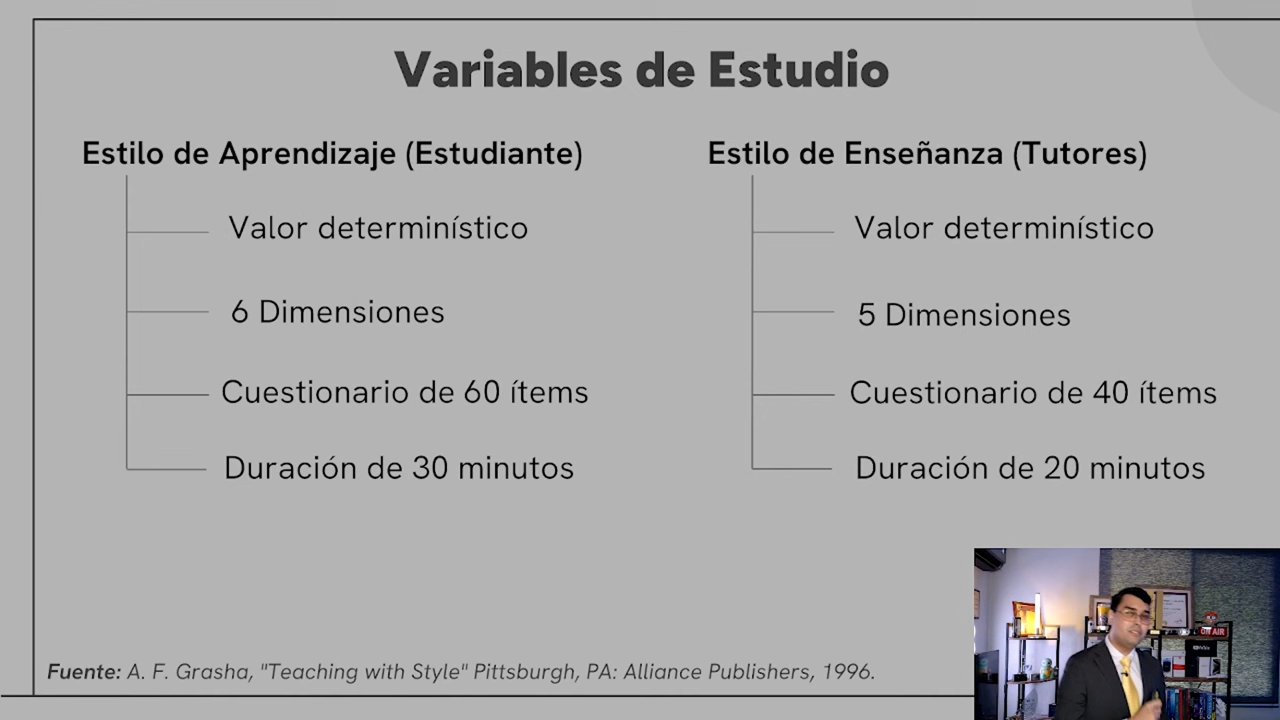 Variables de Estudio
Estilo de Aprendizaje (Estudiante)
Valor determinístico
6 Dimensiones
Cuestionario de 60 ítems
Duración de 30 minutos
Estilo de Enseñanza (Tutores)
Valor determinístico
5 Dimensiones
Cuestionario de 40 ítems
Duración de 20 minutos
Fuente: A. F. Grasha, "Teaching with Style" Pittsburgh, PA: Alliance Publishers, 1996.
ON AIR